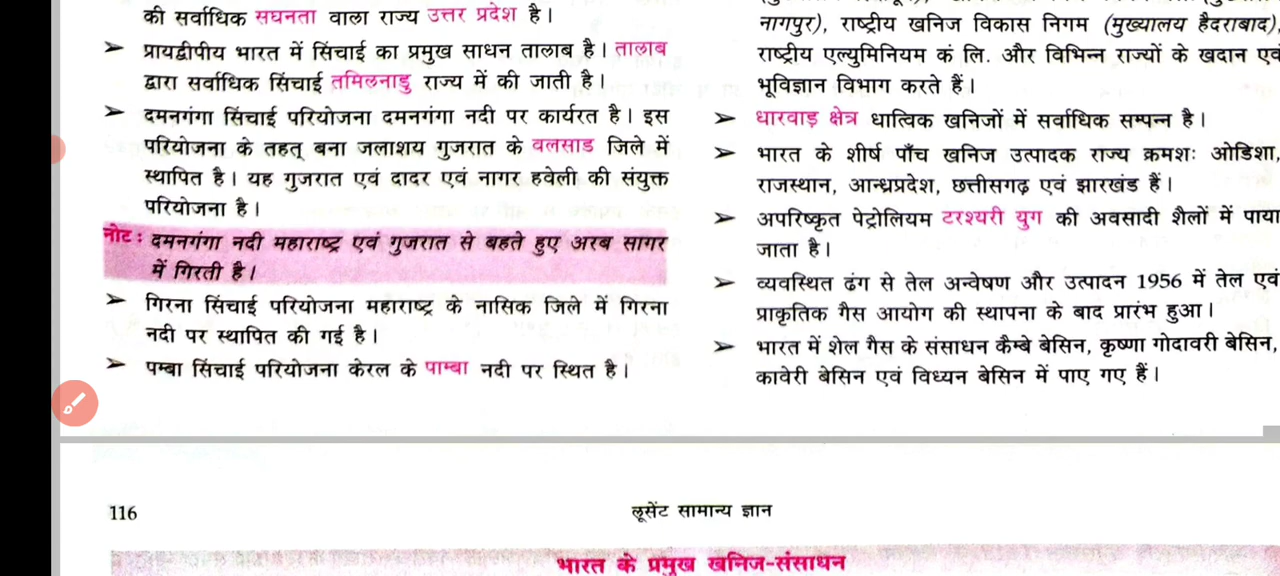 की सर्वाधिक सघनता वाला राज्य उत्तर प्रदेश है।
➤ प्रायद्वीपीय भारत में सिंचाई का प्रमुख साधन तालाब है। तालाब
द्वारा सर्वाधिक सिंचाई तमिलनाडु राज्य में की जाती है।
➤ दमनगंगा सिंचाई परियोजना दमनगंगा नदी पर कार्यरत है। इस
परियोजना के तहत् बना जलाशय गुजरात के वलसाड जिले में
स्थापित है। यह गुजरात एवं दादर एवं नागर हवेली की संयुक्त
परियोजना है।
नोट : दमनगंगा नदी महाराष्ट्र एवं गुजरात से बहते हुए अरब सागर
में गिरती है।
➤ गिरना सिंचाई परियोजना महाराष्ट्र के नासिक जिले में गिरना
नदी पर स्थापित की गई है।
➤ पम्बा सिंचाई परियोजना केरल के पाम्बा नदी पर स्थित है।
नागपुर), राष्ट्रीय खनिज विकास निगम (मुख्यालय हैदराबाद),
राष्ट्रीय एल्युमिनियम कं लि. और विभिन्न राज्यों के खदान एवं
भूविज्ञान विभाग करते हैं।
➤ धारवाड़ क्षेत्र धात्विक खनिजों में सर्वाधिक सम्पन्न है।
➤ भारत के शीर्ष पाँच खनिज उत्पादक राज्य क्रमशः ओडिशा,
राजस्थान, आन्ध्रप्रदेश, छत्तीसगढ़ एवं झारखंड हैं।
➤ अपरिष्कृत पेट्रोलियम टरश्यरी युग की अवसादी शैलों में पाया
जाता है।
➤ व्यवस्थित ढंग से तेल अन्वेषण और उत्पादन 1956 में तेल एवं
प्राकृतिक गैस आयोग की स्थापना के बाद प्रारंभ हुआ।
➤ भारत में शेल गैस के संसाधन कैम्बे बेसिन, कृष्णा गोदावरी बेसिन,
कावेरी बेसिन एवं विध्यन बेसिन में पाए गए हैं।
116
लूसेंट सामान्य ज्ञान
भारत के प्रमुख खनिज-संसाधन